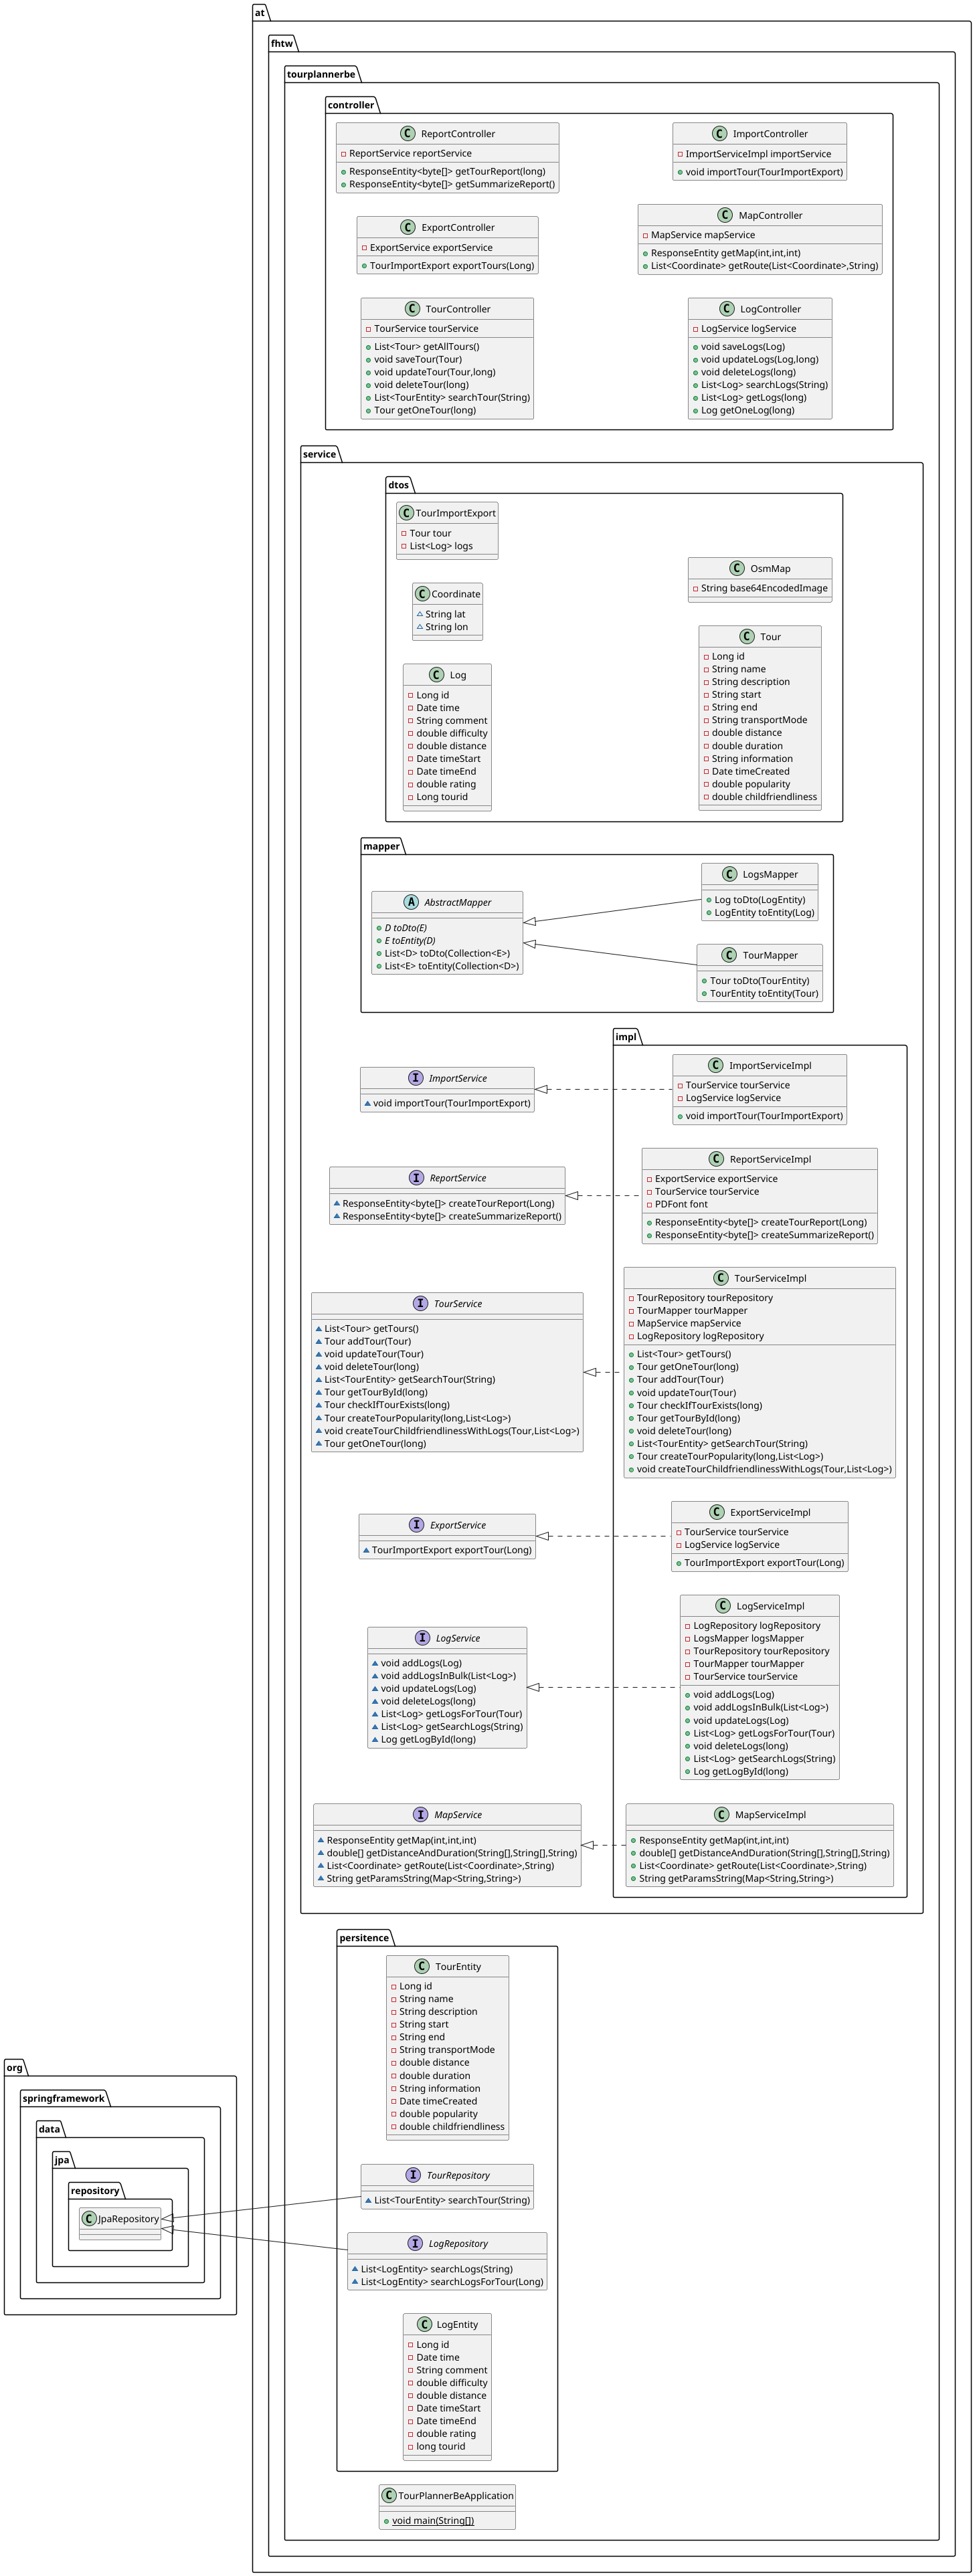 at
fhtw
tourplannerbe
controller
ReportController
ReportService reportService
ResponseEntity<byte[]> getTourReport(long)
ResponseEntity<byte[]> getSummarizeReport()
ImportController
ImportServiceImpl importService
void importTour(TourImportExport)
ExportController
ExportService exportService
TourImportExport exportTours(Long)
MapController
MapService mapService
ResponseEntity getMap(int,int,int)
List<Coordinate> getRoute(List<Coordinate>,String)
TourController
TourService tourService
List<Tour> getAllTours()
void saveTour(Tour)
void updateTour(Tour,long)
void deleteTour(long)
List<TourEntity> searchTour(String)
Tour getOneTour(long)
LogController
LogService logService
void saveLogs(Log)
void updateLogs(Log,long)
void deleteLogs(long)
List<Log> searchLogs(String)
List<Log> getLogs(long)
Log getOneLog(long)
service
dtos
TourImportExport
Tour tour
List<Log> logs
Coordinate
String lat
String lon
OsmMap
String base64EncodedImage
Log
Long id
Date time
String comment
double difficulty
double distance
Date timeStart
Date timeEnd
double rating
Long tourid
Tour
Long id
String name
String description
String start
String end
String transportMode
double distance
double duration
String information
Date timeCreated
double popularity
double childfriendliness
mapper
A AbstractMapper
D toDto(E)
E toEntity(D)
List<D> toDto(Collection<E>)
List<E> toEntity(Collection<D>)
LogsMapper
Log toDto(LogEntity)
LogEntity toEntity(Log)
TourMapper
Tour toDto(TourEntity)
TourEntity toEntity(Tour)
impl
ImportService
void importTour(TourImportExport)
ImportServiceImpl
TourService tourService
LogService logService
void importTour(TourImportExport)
ReportService
ResponseEntity<byte[]> createTourReport(Long)
ResponseEntity<byte[]> createSummarizeReport()
ReportServiceImpl
ExportService exportService
TourService tourService
PDFont font
ResponseEntity<byte[]> createTourReport(Long)
ResponseEntity<byte[]> createSummarizeReport()
TourService
List<Tour> getTours()
Tour addTour(Tour)
void updateTour(Tour)
void deleteTour(long)
List<TourEntity> getSearchTour(String)
Tour getTourById(long)
Tour checkIfTourExists(long)
Tour createTourPopularity(long,List<Log>)
void createTourChildfriendlinessWithLogs(Tour,List<Log>)
Tour getOneTour(long)
TourServiceImpl
TourRepository tourRepository
TourMapper tourMapper
MapService mapService
LogRepository logRepository
List<Tour> getTours()
Tour getOneTour(long)
Tour addTour(Tour)
void updateTour(Tour)
Tour checkIfTourExists(long)
Tour getTourById(long)
void deleteTour(long)
List<TourEntity> getSearchTour(String)
Tour createTourPopularity(long,List<Log>)
void createTourChildfriendlinessWithLogs(Tour,List<Log>)
ExportService
TourImportExport exportTour(Long)
ExportServiceImpl
TourService tourService
LogService logService
TourImportExport exportTour(Long)
LogService
void addLogs(Log)
void addLogsInBulk(List<Log>)
void updateLogs(Log)
void deleteLogs(long)
List<Log> getLogsForTour(Tour)
List<Log> getSearchLogs(String)
Log getLogById(long)
LogServiceImpl
LogRepository logRepository
LogsMapper logsMapper
TourRepository tourRepository
TourMapper tourMapper
TourService tourService
void addLogs(Log)
void addLogsInBulk(List<Log>)
void updateLogs(Log)
List<Log> getLogsForTour(Tour)
void deleteLogs(long)
List<Log> getSearchLogs(String)
Log getLogById(long)
MapService
ResponseEntity getMap(int,int,int)
double[] getDistanceAndDuration(String[],String[],String)
List<Coordinate> getRoute(List<Coordinate>,String)
String getParamsString(Map<String,String>)
MapServiceImpl
ResponseEntity getMap(int,int,int)
double[] getDistanceAndDuration(String[],String[],String)
List<Coordinate> getRoute(List<Coordinate>,String)
String getParamsString(Map<String,String>)
persitence
TourEntity
Long id
String name
String description
String start
String end
String transportMode
double distance
double duration
String information
Date timeCreated
double popularity
double childfriendliness
TourRepository
List<TourEntity> searchTour(String)
LogRepository
List<LogEntity> searchLogs(String)
List<LogEntity> searchLogsForTour(Long)
LogEntity
Long id
Date time
String comment
double difficulty
double distance
Date timeStart
Date timeEnd
double rating
long tourid
TourPlannerBeApplication
void main(String[])
org
springframework
data
jpa
repository
JpaRepository